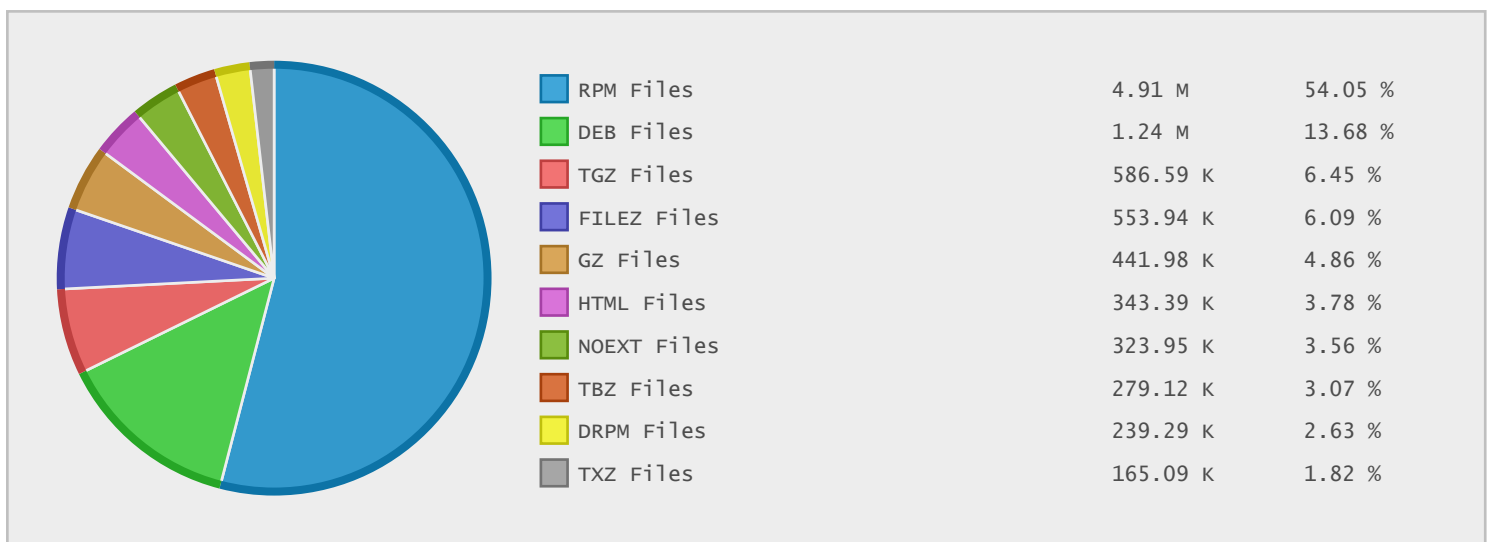 RPM Files 4.91 M 54.05 %
DEB Files 1.24 M 13.68 %
TGZ Files 586.59 K 6.45 %
FILEZ Files 553.94 K 6.09 %
GZ Files 441.98 K 4.86 %
HTML Files 343.39 K 3.78 %
NOEXT Files 323.95 K 3.56 %
TBZ Files 279.12 K 3.07 %
DRPM Files 239.29 K 2.63 %
TXZ Files 165.09 K 1.82 %